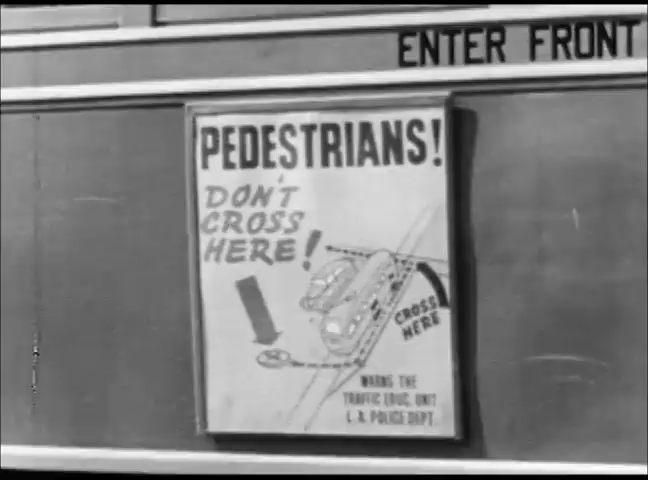 ENTER FRONT
PEDESTRIANS!
DON'T
CROSS
HERE!
CROSS
HERE
WARNS THE
TRAFFIC EDUC. UNIT
L.A. POLICE DEPT.